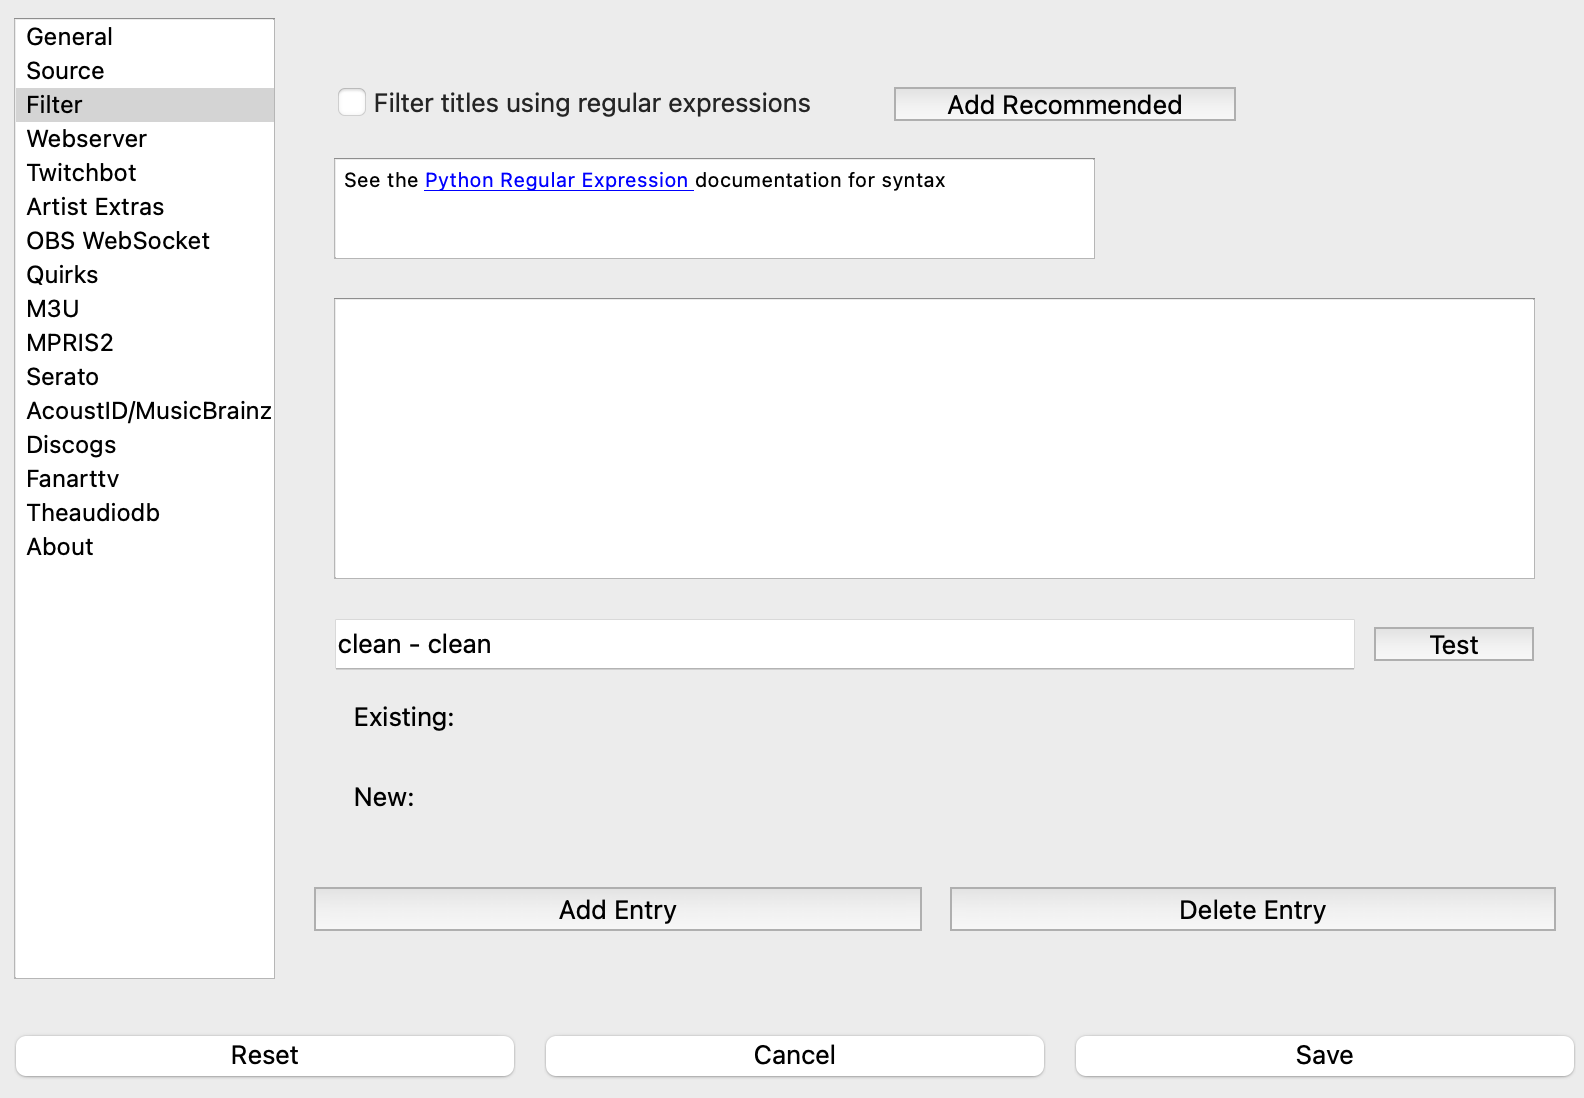 General
Source
Filter
Webserver
Twitchbot
Artist Extras
OBS WebSocket
Quirks
M3U
MPRIS2
Serato
AcoustID/MusicBrainz
Discogs
Fanarttv
Theaudiodb
About
Filter titles using regular expressions
Add Recommended
See the Python Regular Expression documentation for syntax
clean - clean
Test
Existing:
New:
Add Entry
Delete Entry
Reset
Cancel
Save